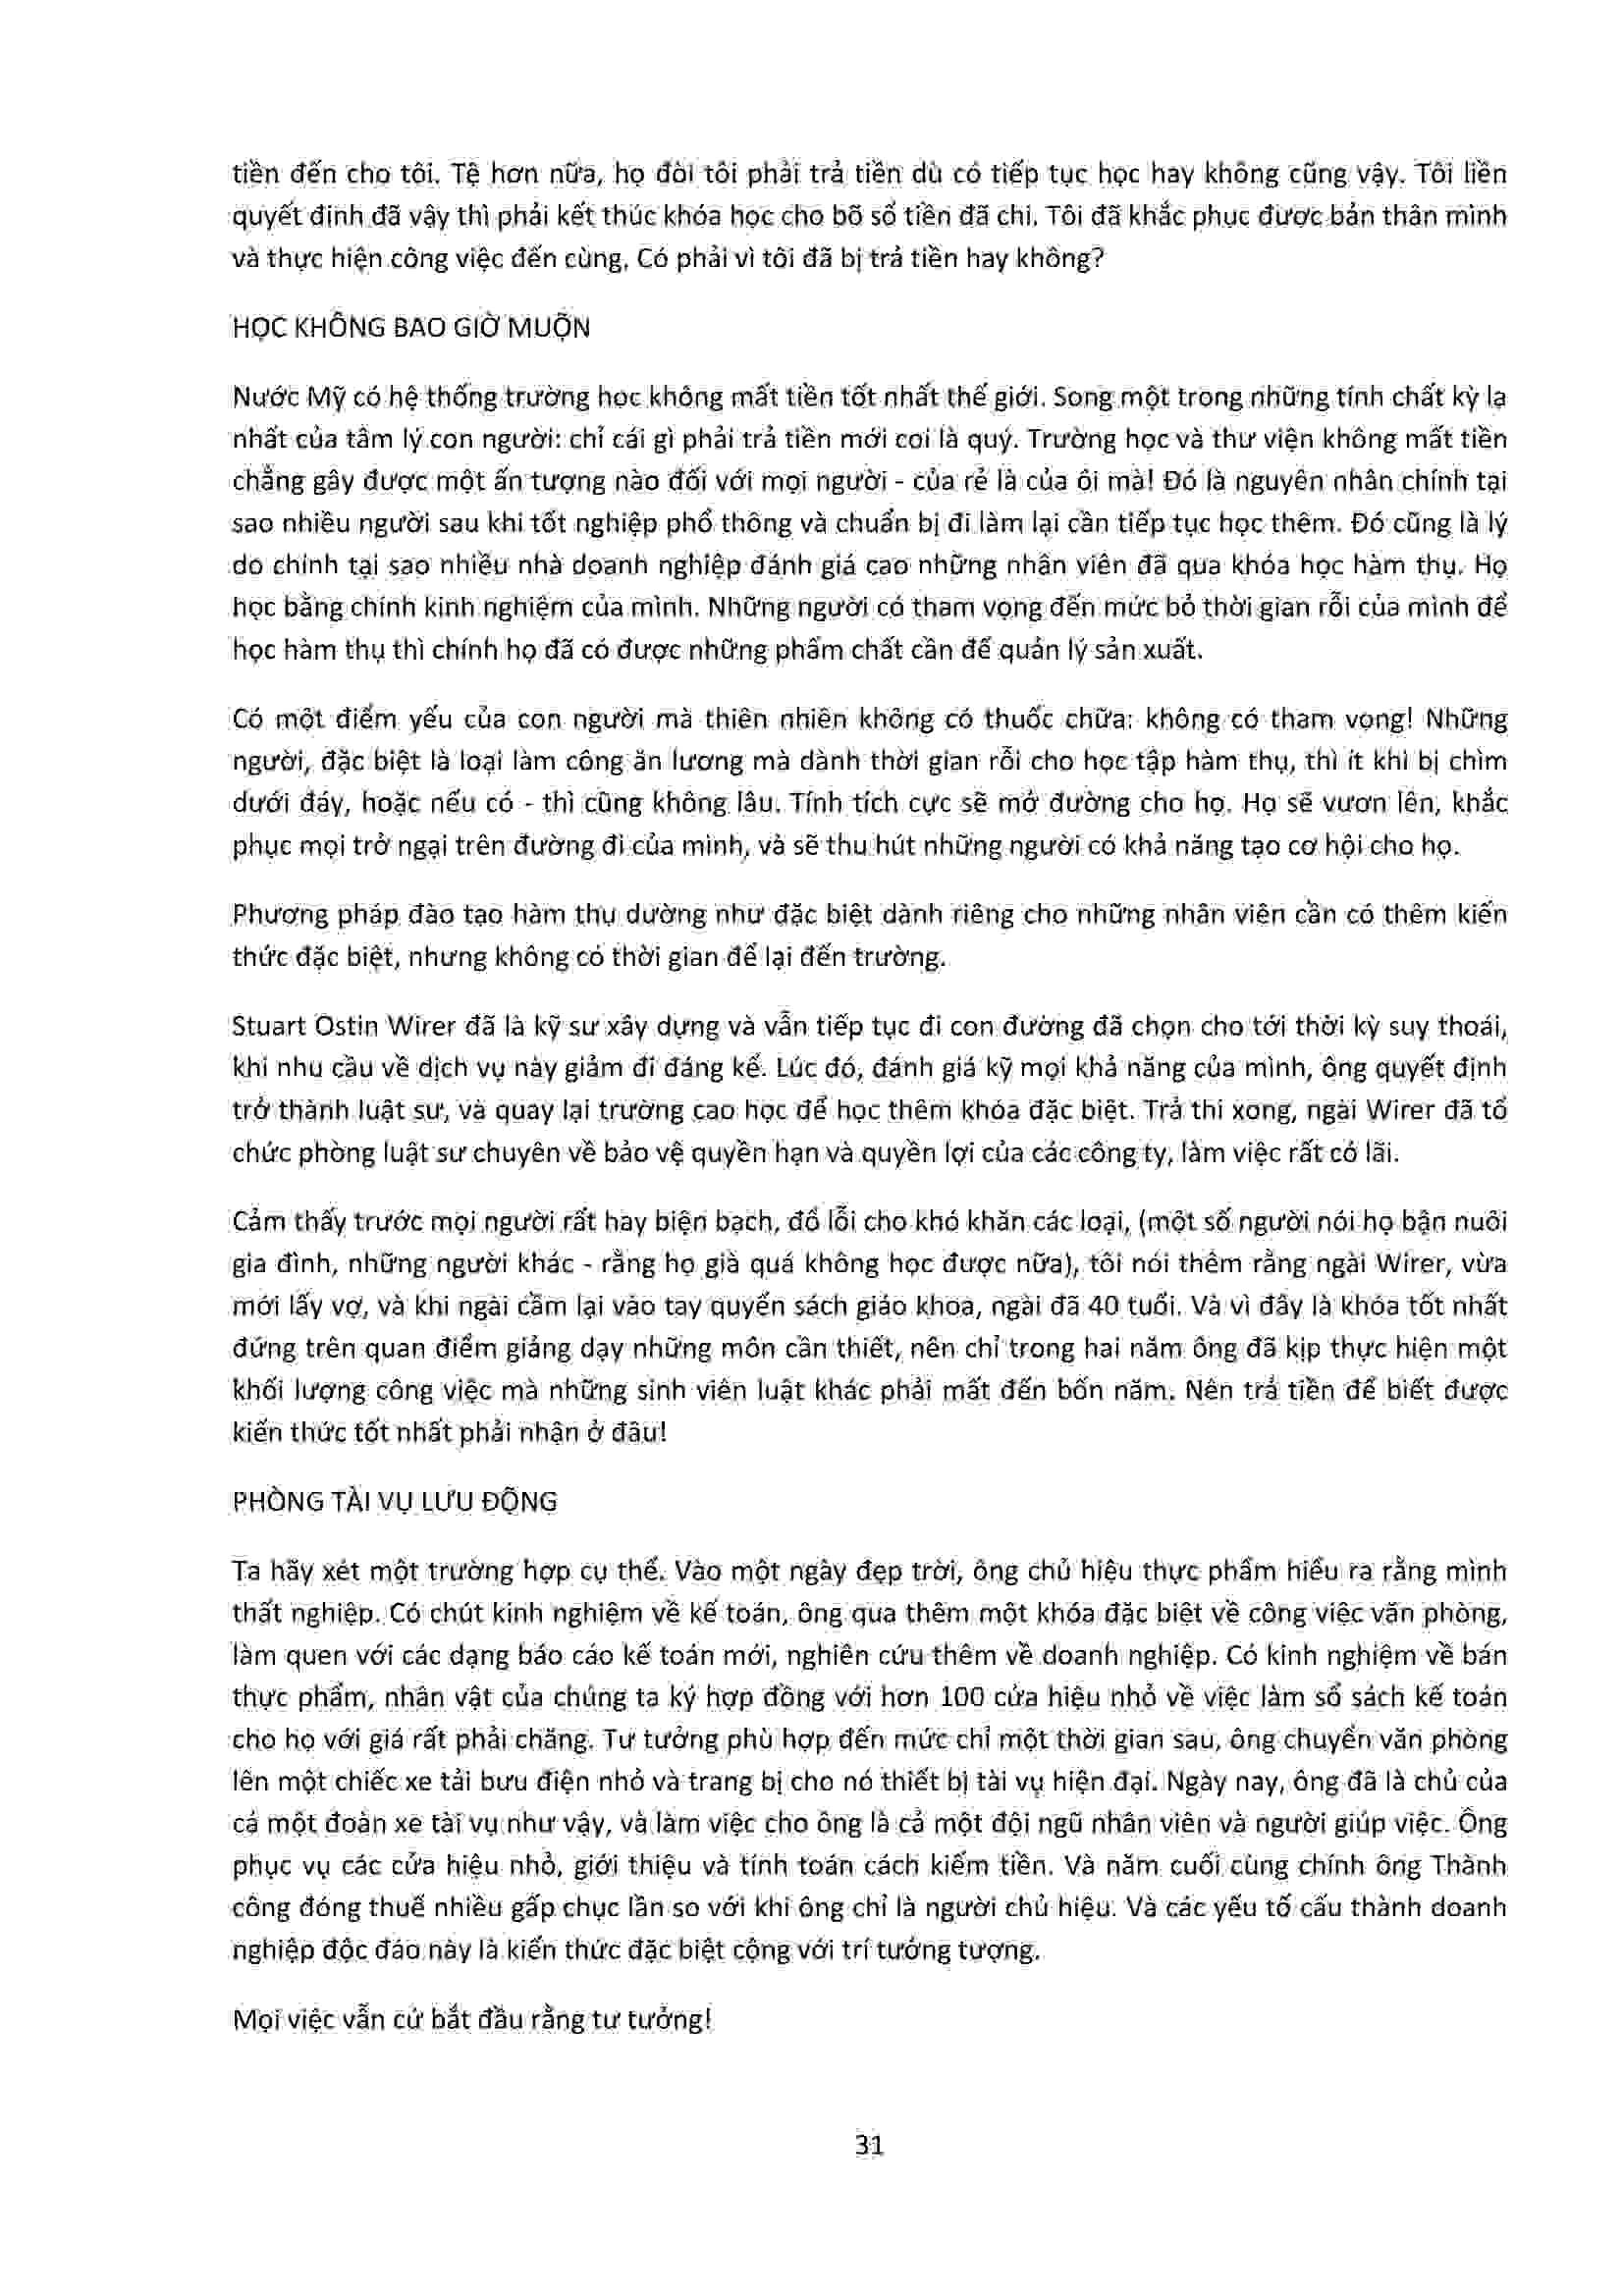 tiền đến cho tôi. Tệ hơn nữa, họ đòi tôi phải trả tiền dù có tiếp tục học hay không cũng vậy. Tôi liền
quyết định đã vậy thì phải kết thúc khóa học cho bõ số tiền đã chi. Tôi đã khắc phục được bản thân mình
và thực hiện công việc đến cùng. Có phải vì tôi đã bị trả tiền hay không?
HỌC KHÔNG BAO GIỜ MUỘN
Nước Mỹ có hệ thống trường học không mất tiền tốt nhất thế giới. Song một trong những tính chất kỳ lạ
nhất của tâm lý con người: chỉ cái gì phải trả tiền mới coi là quý. Trường học và thư viện không mất tiền
chẳng gây được một ấn tượng nào đối với mọi người - của rẻ là của ôi mà! Đó là nguyên nhân chính tại
sao nhiều người sau khi tốt nghiệp phổ thông và chuẩn bị đi làm lại cần tiếp tục học thêm. Đó cũng là lý
do chính tại sao nhiều nhà doanh nghiệp đánh giá cao những nhân viên đã qua khóa học hàm thụ. Họ
học bằng chính kinh nghiệm của mình. Những người có tham vọng đến mức bỏ thời gian rỗi của mình để
học hàm thụ thì chính họ đã có được những phẩm chất cần để quản lý sản xuất.
Có một điểm yếu của con người mà thiên nhiên không có thuốc chữa: không có tham vọng! Những
người, đặc biệt là loại làm công ăn lương mà dành thời gian rỗi cho học tập hàm thụ, thì ít khi bị chìm
dưới đáy, hoặc nếu có - thì cũng không lâu. Tính tích cực sẽ mở đường cho họ. Họ sẽ vươn lên, khắc
phục mọi trở ngại trên đường đi của mình, và sẽ thu hút những người có khả năng tạo cơ hội cho họ.
Phương pháp đào tạo hàm thụ dường như đặc biệt dành riêng cho những nhân viên cần có thêm kiến
thức đặc biệt, nhưng không có thời gian để lại đến trường.
Stuart Ostin Wirer đã là kỹ sư xây dựng và vẫn tiếp tục đi con đường đã chọn cho tới thời kỳ suy thoái,
khi nhu cầu về dịch vụ này giảm đi đáng kể. Lúc đó, đánh giá kỹ mọi khả năng của mình, ông quyết định
trở thành luật sư, và quay lại trường cao học để học thêm khóa đặc biệt. Trả thi xong, ngài Wirer đã tổ
chức phòng luật sư chuyên về bảo vệ quyền hạn và quyền lợi của các công ty, làm việc rất có lãi.
Cảm thấy trước mọi người rất hay biện bạch, đổ lỗi cho khó khăn các loại, (một số người nói họ bận nuôi
gia đình, những người khác - rằng họ già quá không học được nữa), tôi nói thêm rằng ngài Wirer, vừa
mới lấy vợ, và khi ngài cầm lại vào tay quyển sách giáo khoa, ngài đã 40 tuổi. Và vì đây là khóa tốt nhất
đứng trên quan điểm giảng dạy những môn cần thiết, nên chỉ trong hai năm ông đã kịp thực hiện một
khối lượng công việc mà những sinh viên luật khác phải mất đến bốn năm. Nên trả tiền để biết được
kiến thức tốt nhất phải nhận ở đâu!
PHÒNG TÀI VỤ LƯU ĐỘNG
Ta hãy xét một trường hợp cụ thể. Vào một ngày đẹp trời, ông chủ hiệu thực phẩm hiểu ra rằng mình
thất nghiệp. Có chút kinh nghiệm về kế toán, ông qua thêm một khóa đặc biệt về công việc văn phòng,
làm quen với các dạng báo cáo kế toán mới, nghiên cứu thêm về doanh nghiệp. Có kinh nghiệm về bán
thực phẩm, nhân vật của chúng ta ký hợp đồng với hơn 100 cửa hiệu nhỏ về việc làm sổ sách kế toán
cho họ với giá rất phải chăng. Tư tưởng phù hợp đến mức chỉ một thời gian sau, ông chuyển văn phòng
lên một chiếc xe tải bưu điện nhỏ và trang bị cho nó thiết bị tài vụ hiện đại. Ngày nay, ông đã là chủ của
cả một đoàn xe tài vụ như vậy, và làm việc cho ông là cả một đội ngũ nhân viên và người giúp việc. Ông
phục vụ các cửa hiệu nhỏ, giới thiệu và tính toán cách kiếm tiền. Và năm cuối cùng chính ông Thành
công đóng thuế nhiều gấp chục lần so với khi ông chỉ là người chủ hiệu. Và các yếu tố cấu thành doanh
nghiệp độc đáo này là kiến thức đặc biệt cộng với trí tưởng tượng.
Mọi việc vẫn cứ bắt đầu rằng tư tưởng!
31